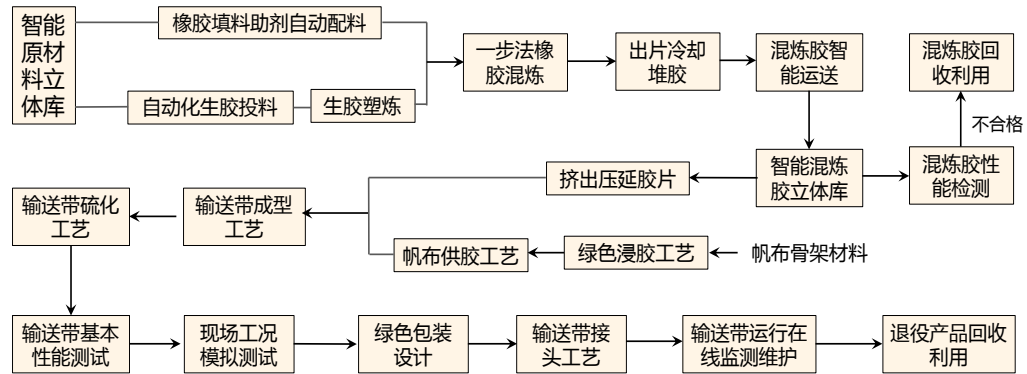 智能
原材
料立
体库
橡胶填料助剂自动配料
自动化生胶投料
生胶塑炼
一步法橡
胶混炼
出片冷却
堆胶
混炼胶智
能运送
混炼胶回
收利用
不合格
智能混炼
胶立体库
混炼胶性
能检测
挤出压延胶片
输送带硫化
工艺
输送带成型
工艺
帆布供胶工艺
绿色浸胶工艺
帆布骨架材料
输送带基本
性能测试
现场工况
模拟测试
绿色包装
设计
输送带接
头工艺
输送带运行在
线监测维护
退役产品回收
利用